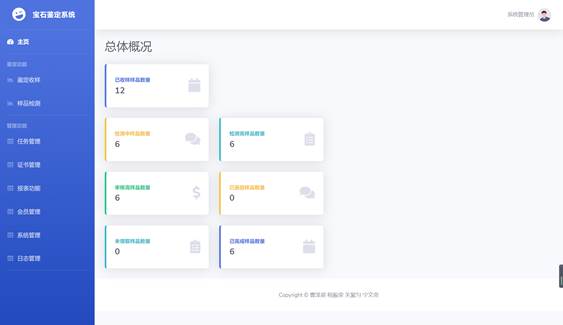 宝石鉴定系统
系统管理员
主页
鉴定功能
鉴定收样
样品检测
管理功能
任务管理
证书管理
报表功能
会员管理
系统管理
日志管理
总体概况
已收样样品数量
12
检测中样品数量
6
检测完样品数量
6
未审完样品数量
6
已退回样品数量
0
未领取样品数量
0
已完成样品数量
6
Copyright ©